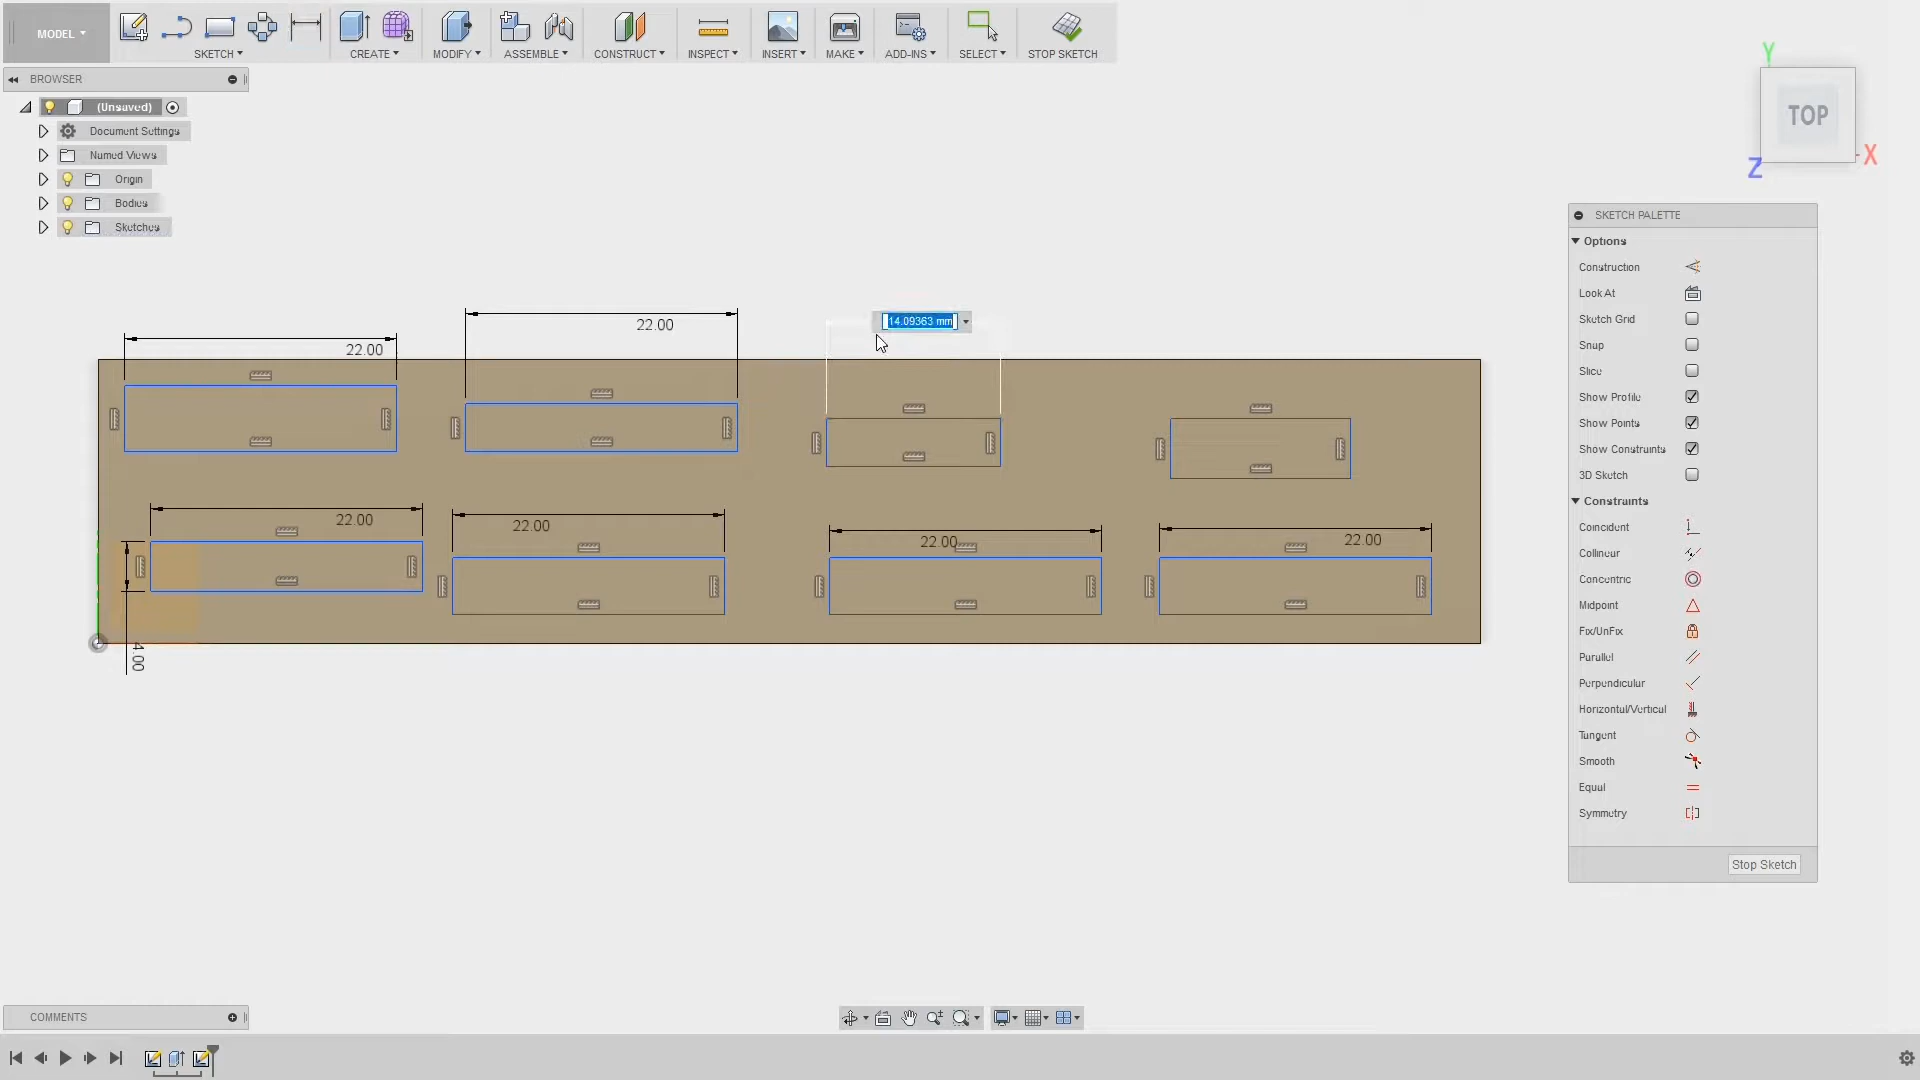 MODEL
SKETCH
CREATE
MODIFY
ASSEMBLE
CONSTRUCT
INSPECT
INSERT
MAKE
ADD-INS
SELECT
STOP SKETCH
BROWSER
(Unsaved)
Document Settings
Named Views
Origin
Bodies
Sketches
Y
TOP
X
Z
22.00
22.00
14.09363 mm
22.00
22.00
22.00
22.00
4.00
SKETCH PALETTE
Options
Construction
Look At
Sketch Grid
Snap
Slice
Show Profile
Show Points
Show Constraints
3D Sketch
Constraints
Coincident
Collinear
Concentric
Midpoint
Fix/UnFix
Parallel
Perpendicular
Horizontal/Vertical
Tangent
Smooth
Equal
Symmetry
Stop Sketch
COMMENTS